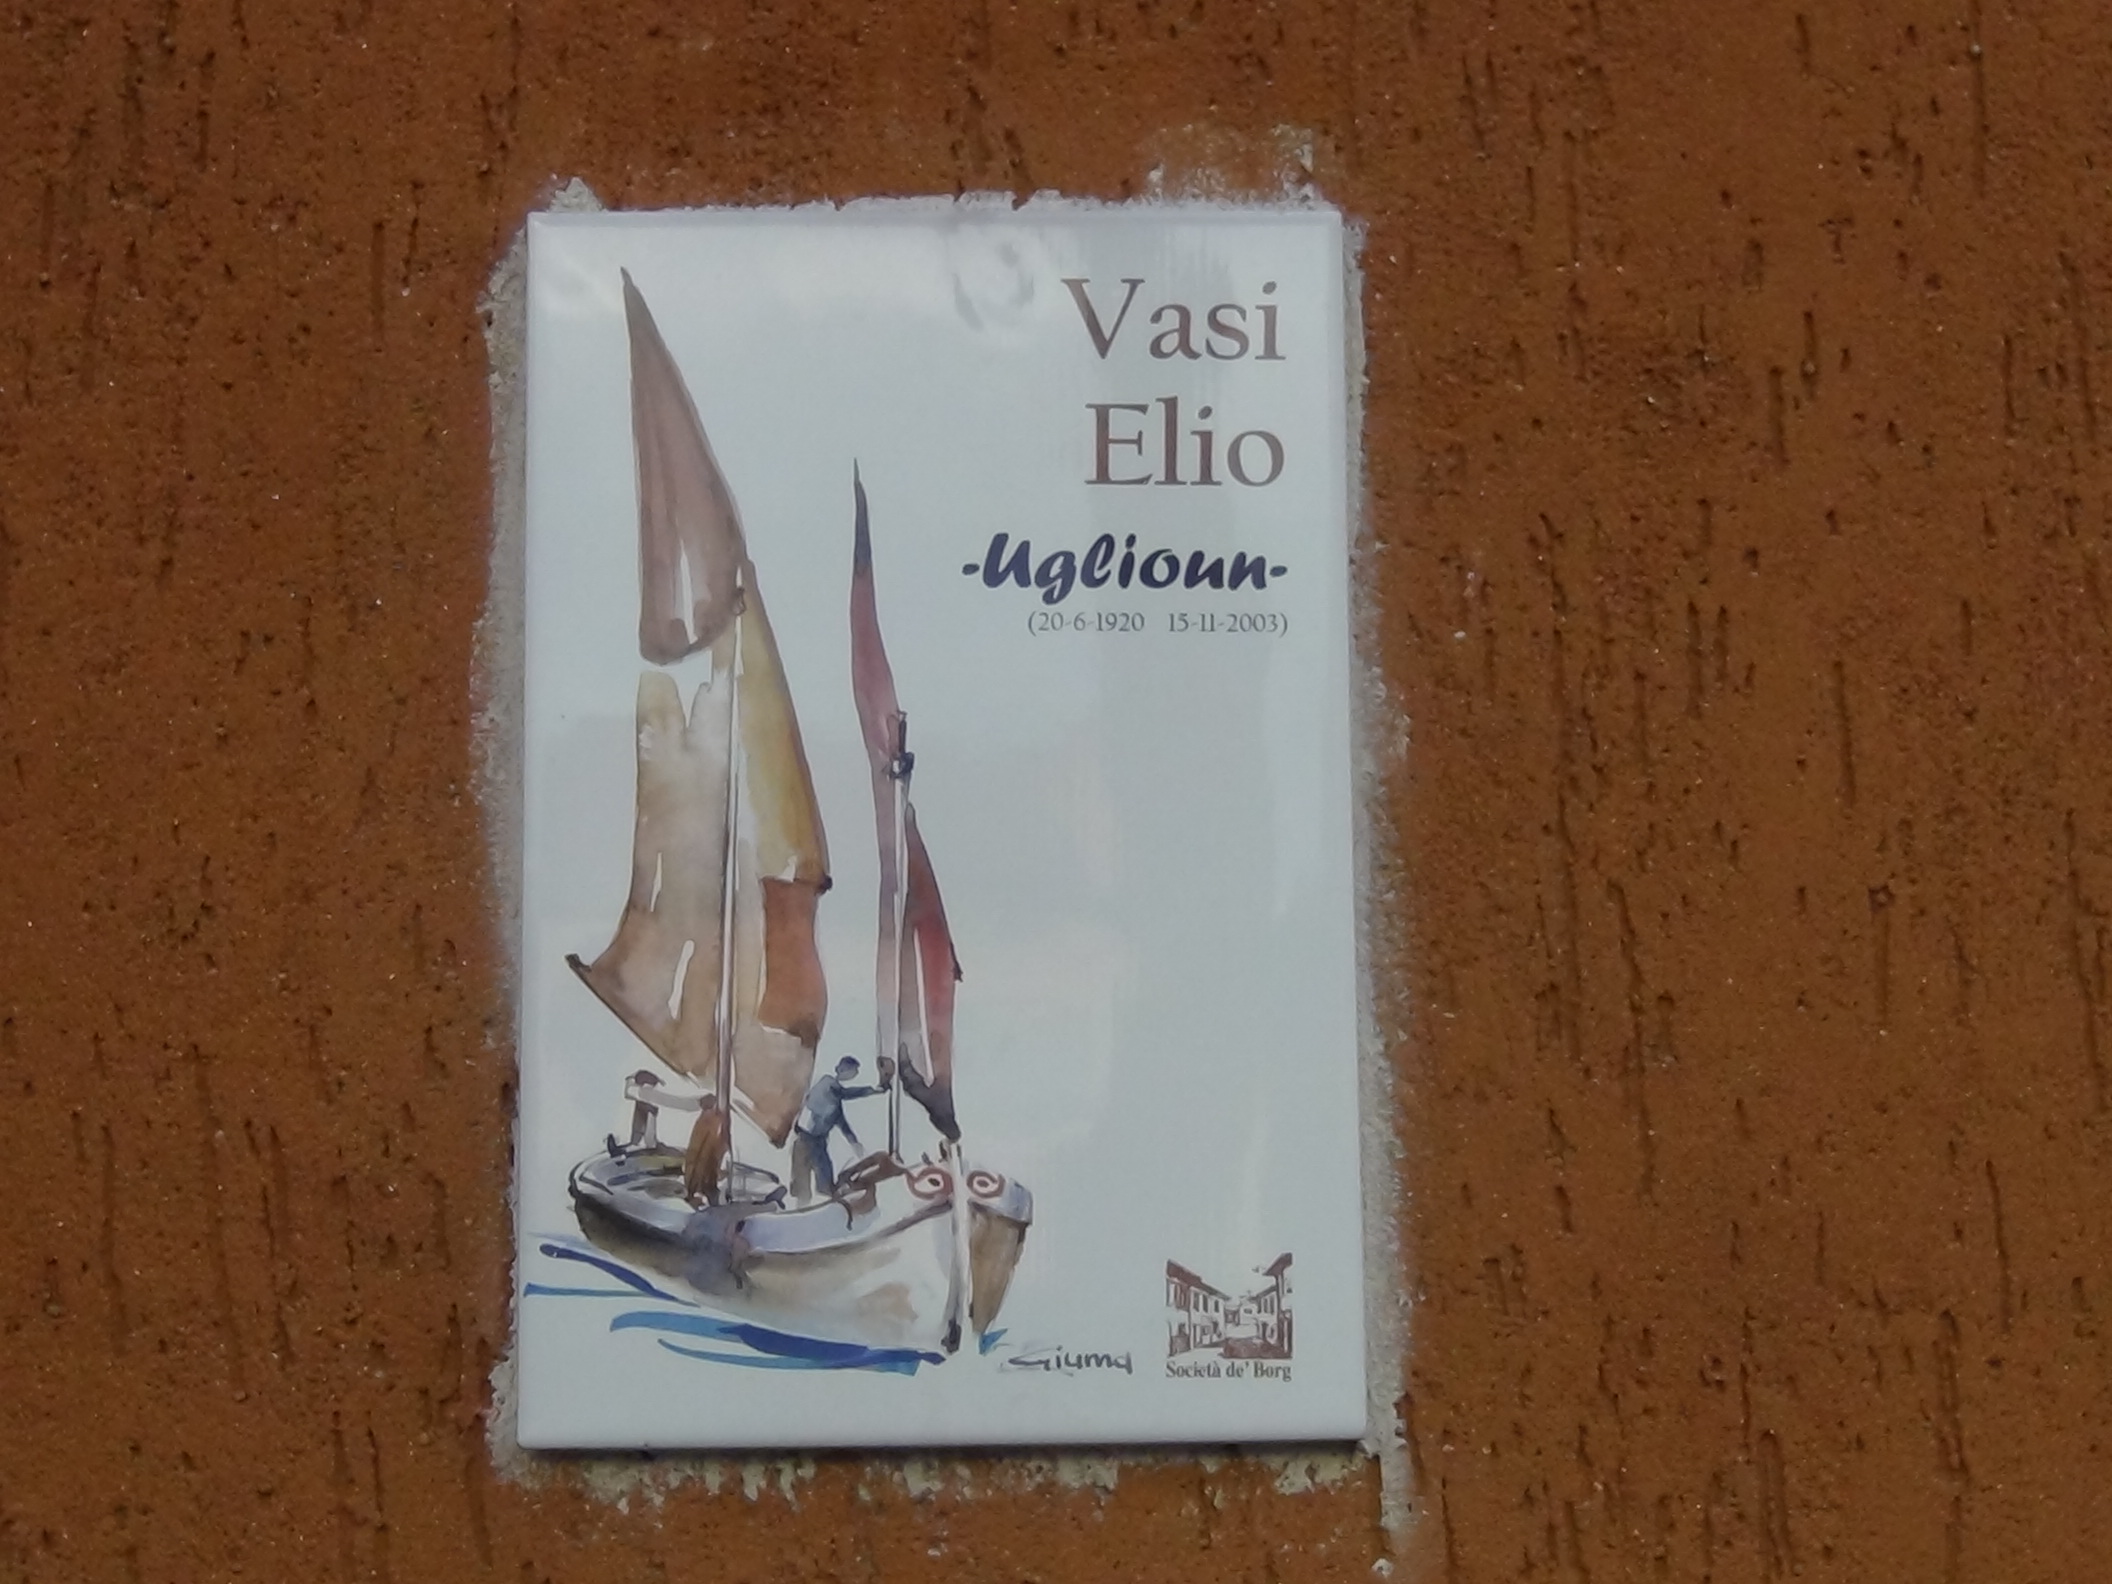 Vasi
Elio
-Uglioun-
(20-6-1920 15-11-2003)
Giuma
Società de' Borg